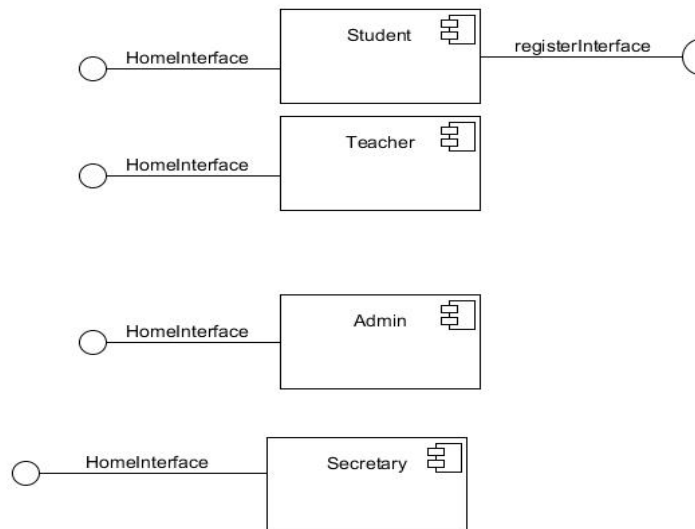 Student
HomeInterface
registerInterface
Teacher
HomeInterface
Admin
HomeInterface
Secretary
HomeInterface